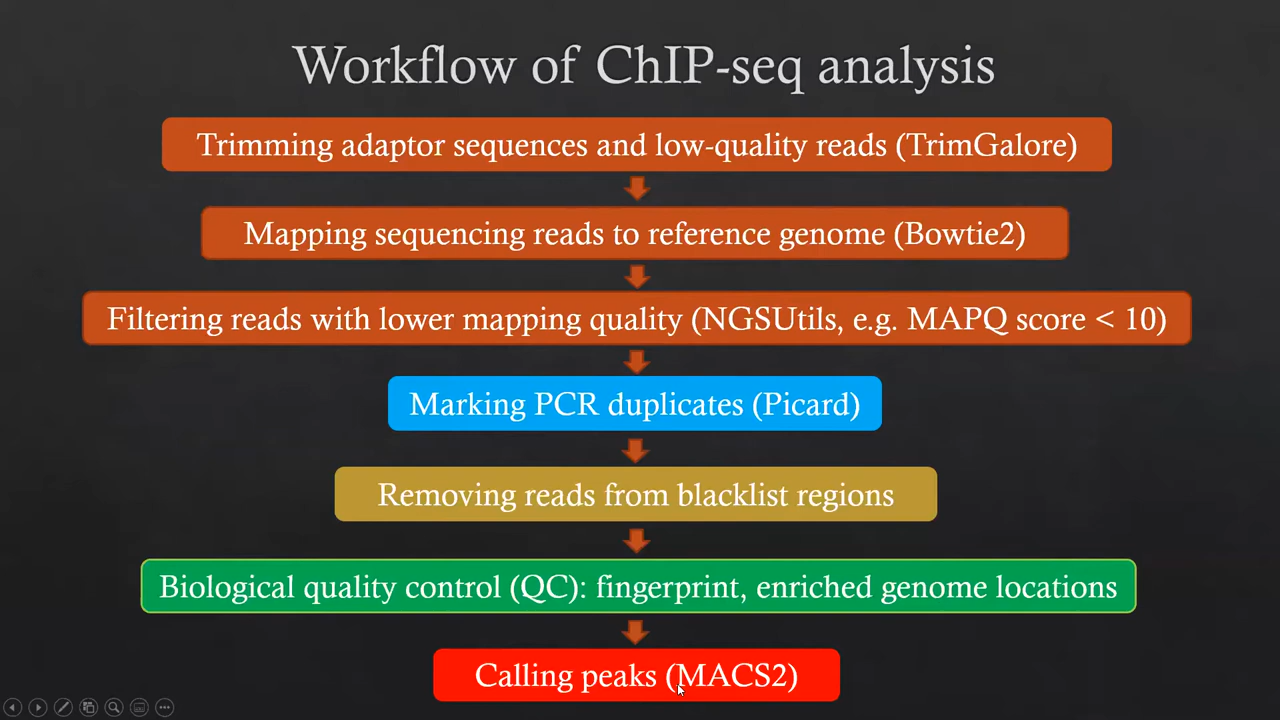 Workflow of ChIP-seq analysis
Trimming adaptor sequences and low-quality reads (TrimGalore)
Mapping sequencing reads to reference genome (Bowtie2)
Filtering reads with lower mapping quality (NGSUtils, e.g. MAPQ score < 10)
Marking PCR duplicates (Picard)
Removing reads from blacklist regions
Biological quality control (QC): fingerprint, enriched genome locations
Calling peaks (MACS2)